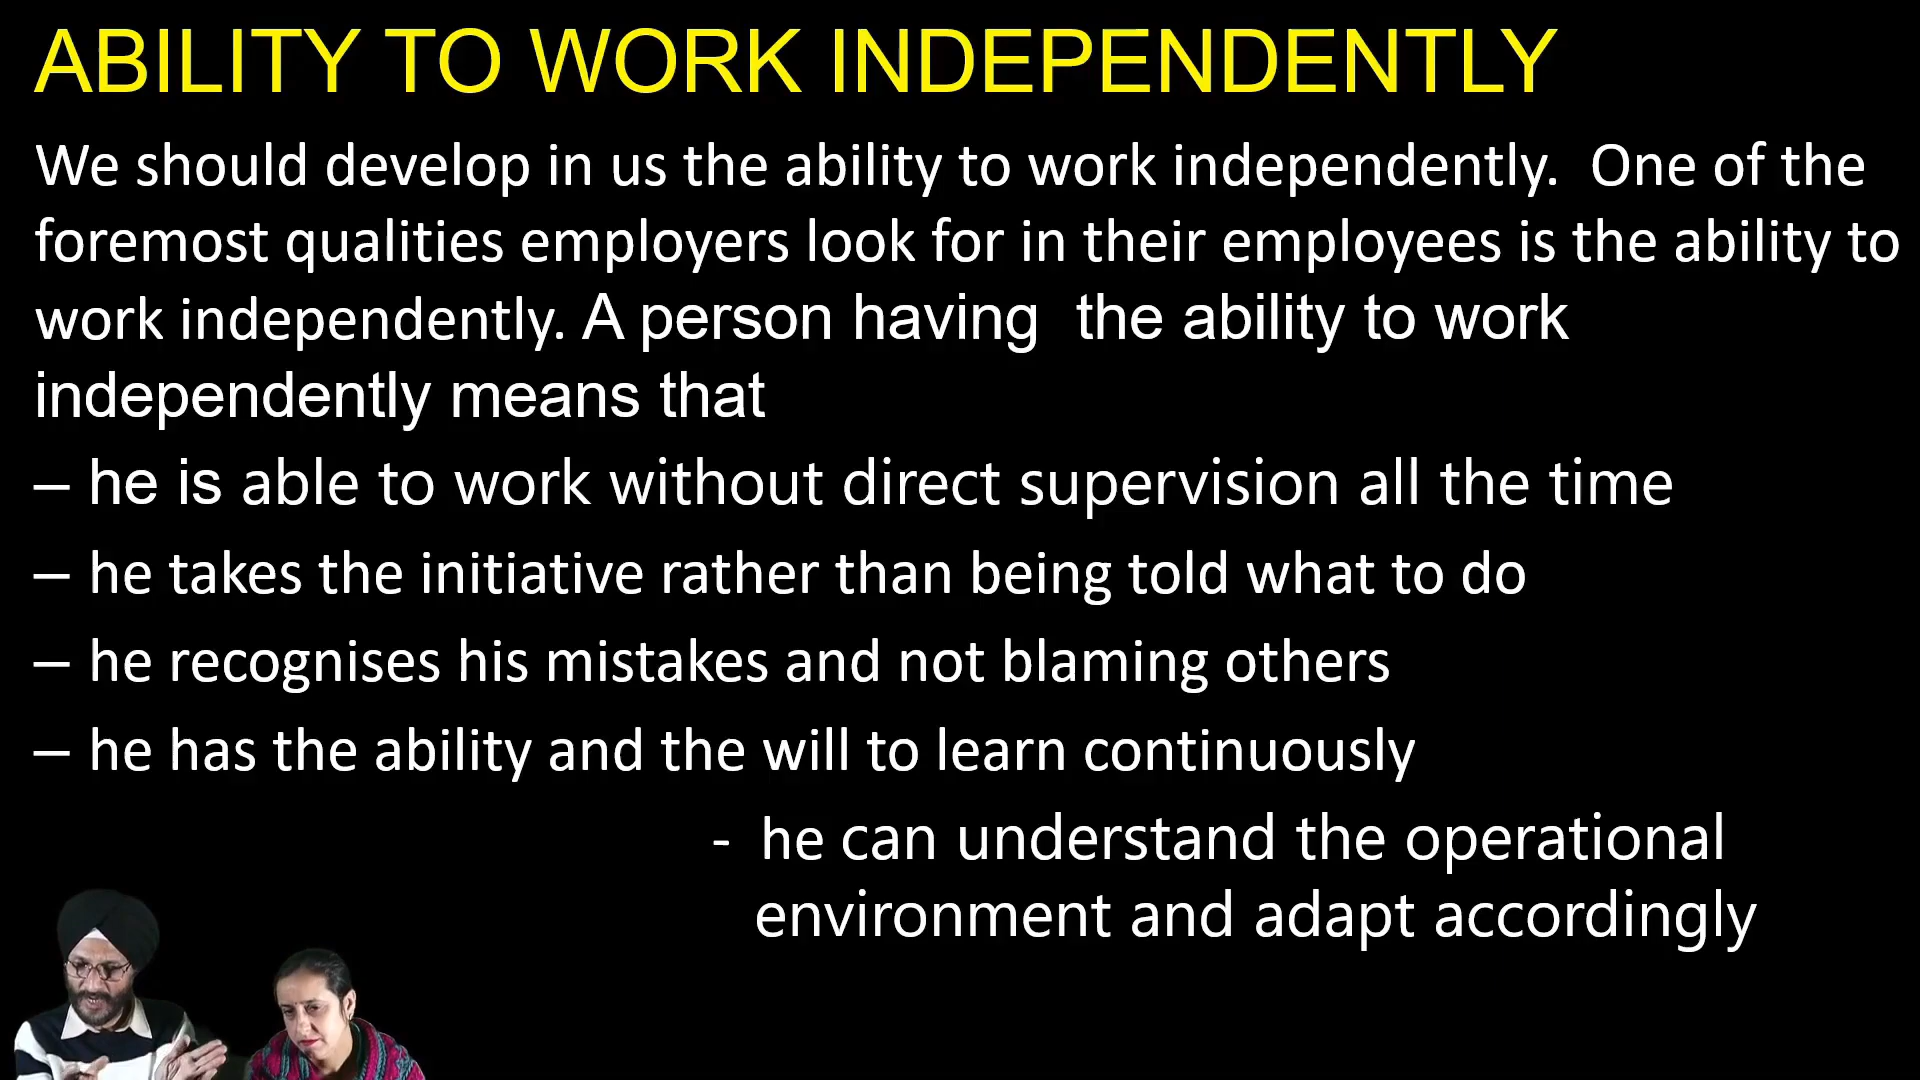 ABILITY TO WORK INDEPENDENTLY
We should develop in us the ability to work independently.  One of the
foremost qualities employers look for in their employees is the ability to
work independently. A person having  the ability to work
independently means that
– he is able to work without direct supervision all the time
– he takes the initiative rather than being told what to do
– he recognises his mistakes and not blaming others
– he has the ability and the will to learn continuously
- he can understand the operational
environment and adapt accordingly